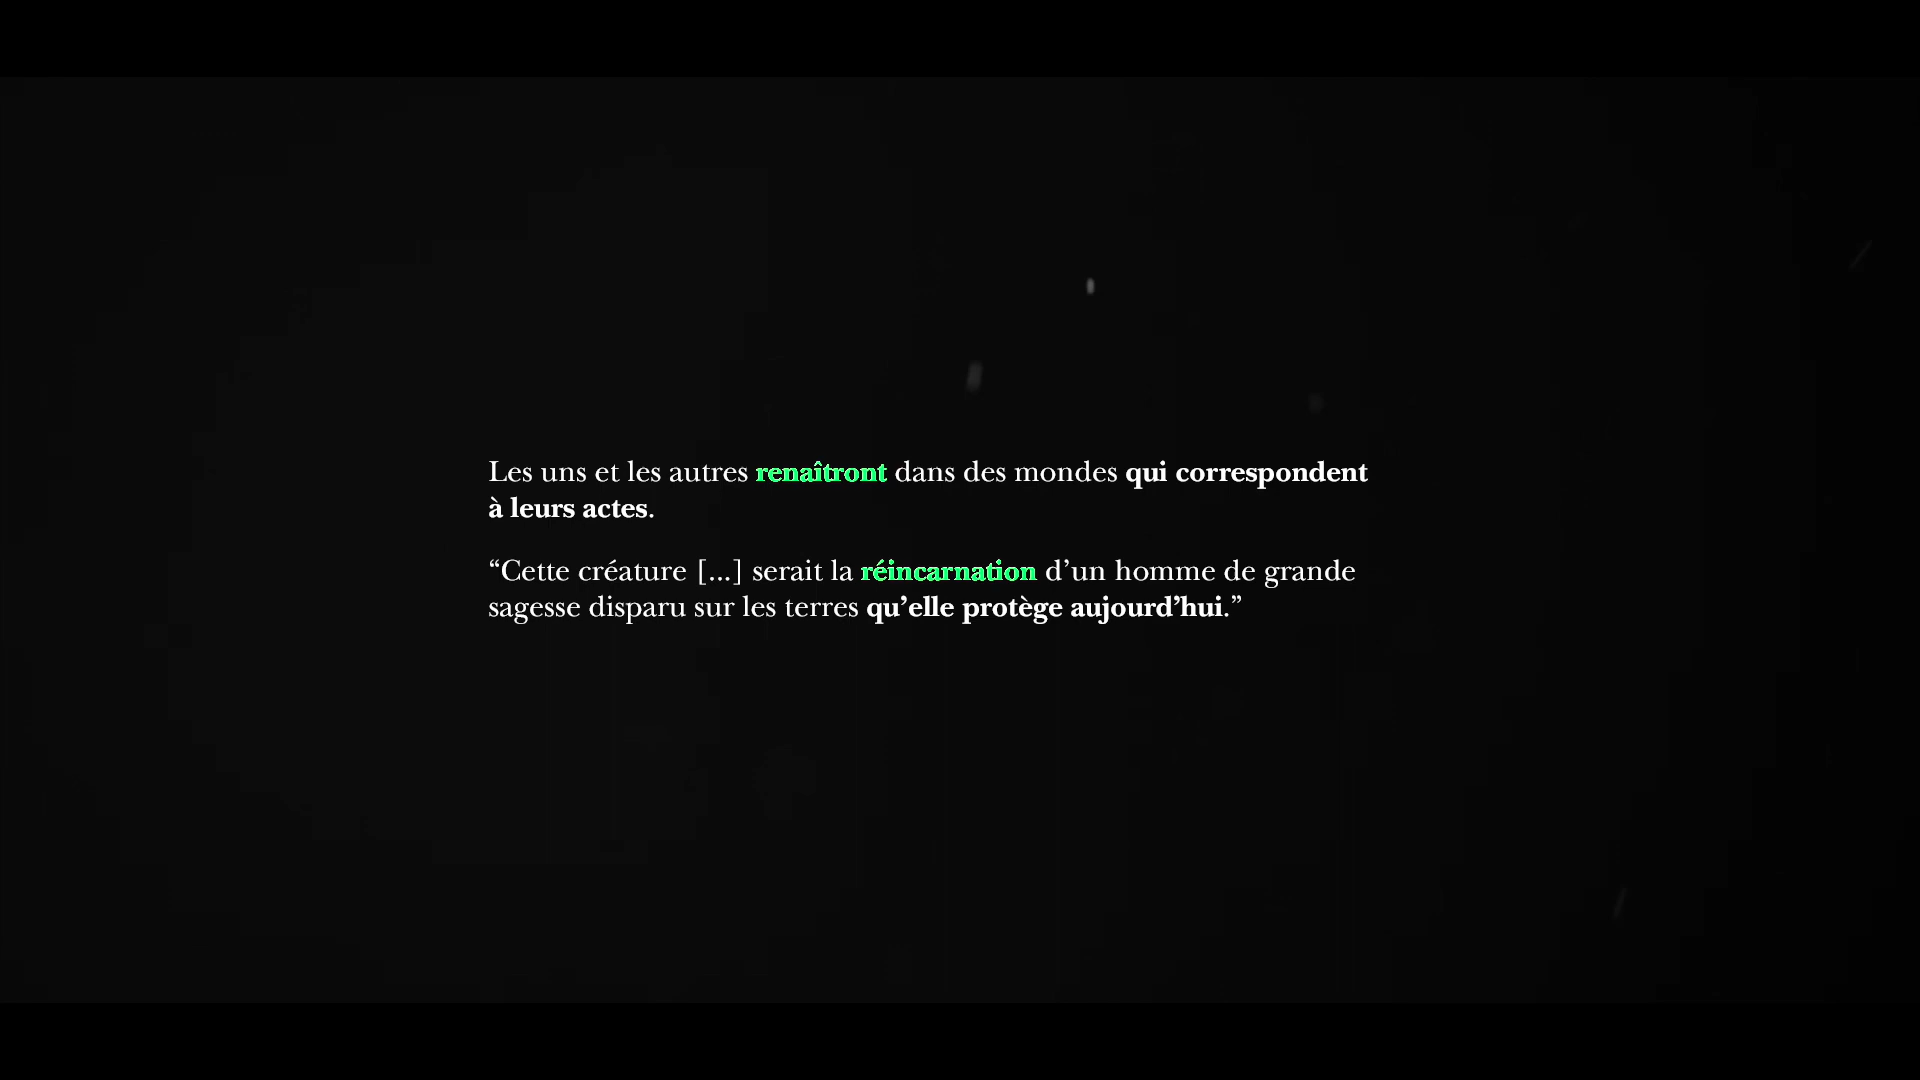 Les uns et les autres renaîtront dans des mondes qui correspondent
à leurs actes.
“Cette créature [...] serait la réincarnation d’un homme de grande
sagesse disparu sur les terres qu’elle protège aujourd’hui.”